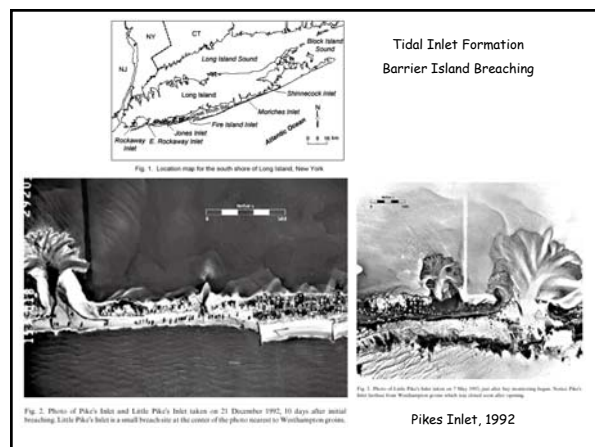 Tidal Inlet Formation
Barrier Island Breaching
NY
CT
NJ
Block Island
Sound
Long Island Sound
Long Island
Shinnecock Inlet
Moriches Inlet
Fire Island Inlet
Jones Inlet
E. Rockaway Inlet
Rockaway
Inlet
Atlantic Ocean
N
Fig. 1. Location map for the south shore of Long Island, New York
Fig. 2. Photo of Pike's Inlet and Little Pike's Inlet taken on 21 December 1992, 10 days after initial
breaching. Little Pike's Inlet is a small breach site at the center of the photo nearest to Westhampton groins.
Pikes Inlet, 1992